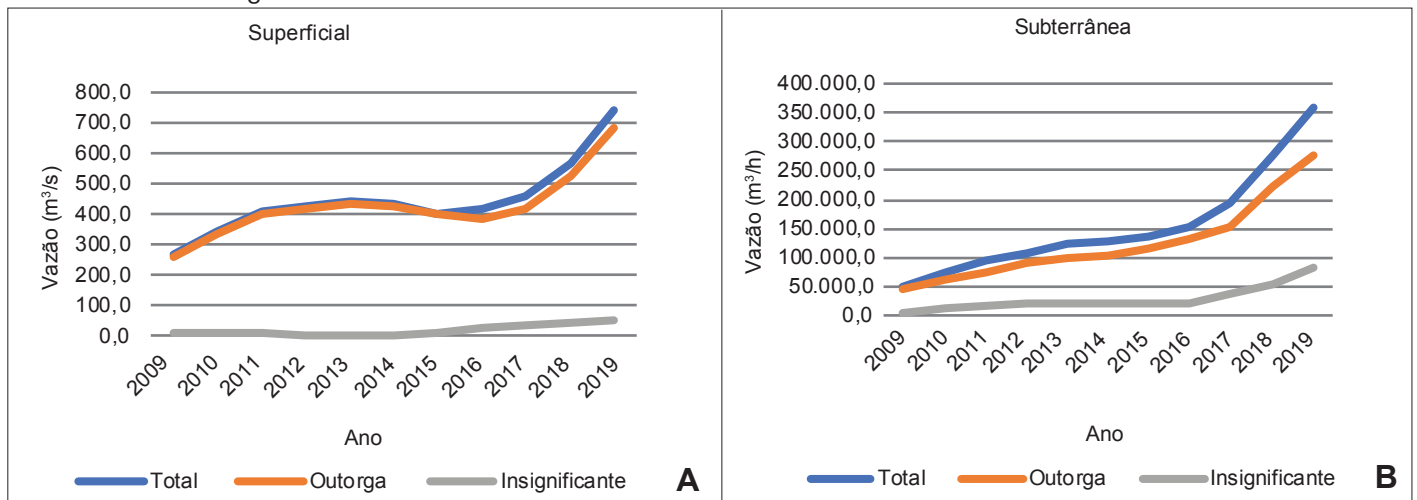 Superficial
800,0
700,0
600,0
500,0
400,0
300,0
200,0
100,0
0,0
Vazão (m³/s)
2009 2010 2011 2012 2013 2014 2015 2016 2017 2018 2019
Ano
Total Outorga Insignificante
A
Subterrânea
400.000,0
350.000,0
300.000,0
250.000,0
200.000,0
150.000,0
100.000,0
50.000,0
0,0
Vazão (m³/h)
2009 2010 2011 2012 2013 2014 2015 2016 2017 2018 2019
Ano
Total Outorga Insignificante
B